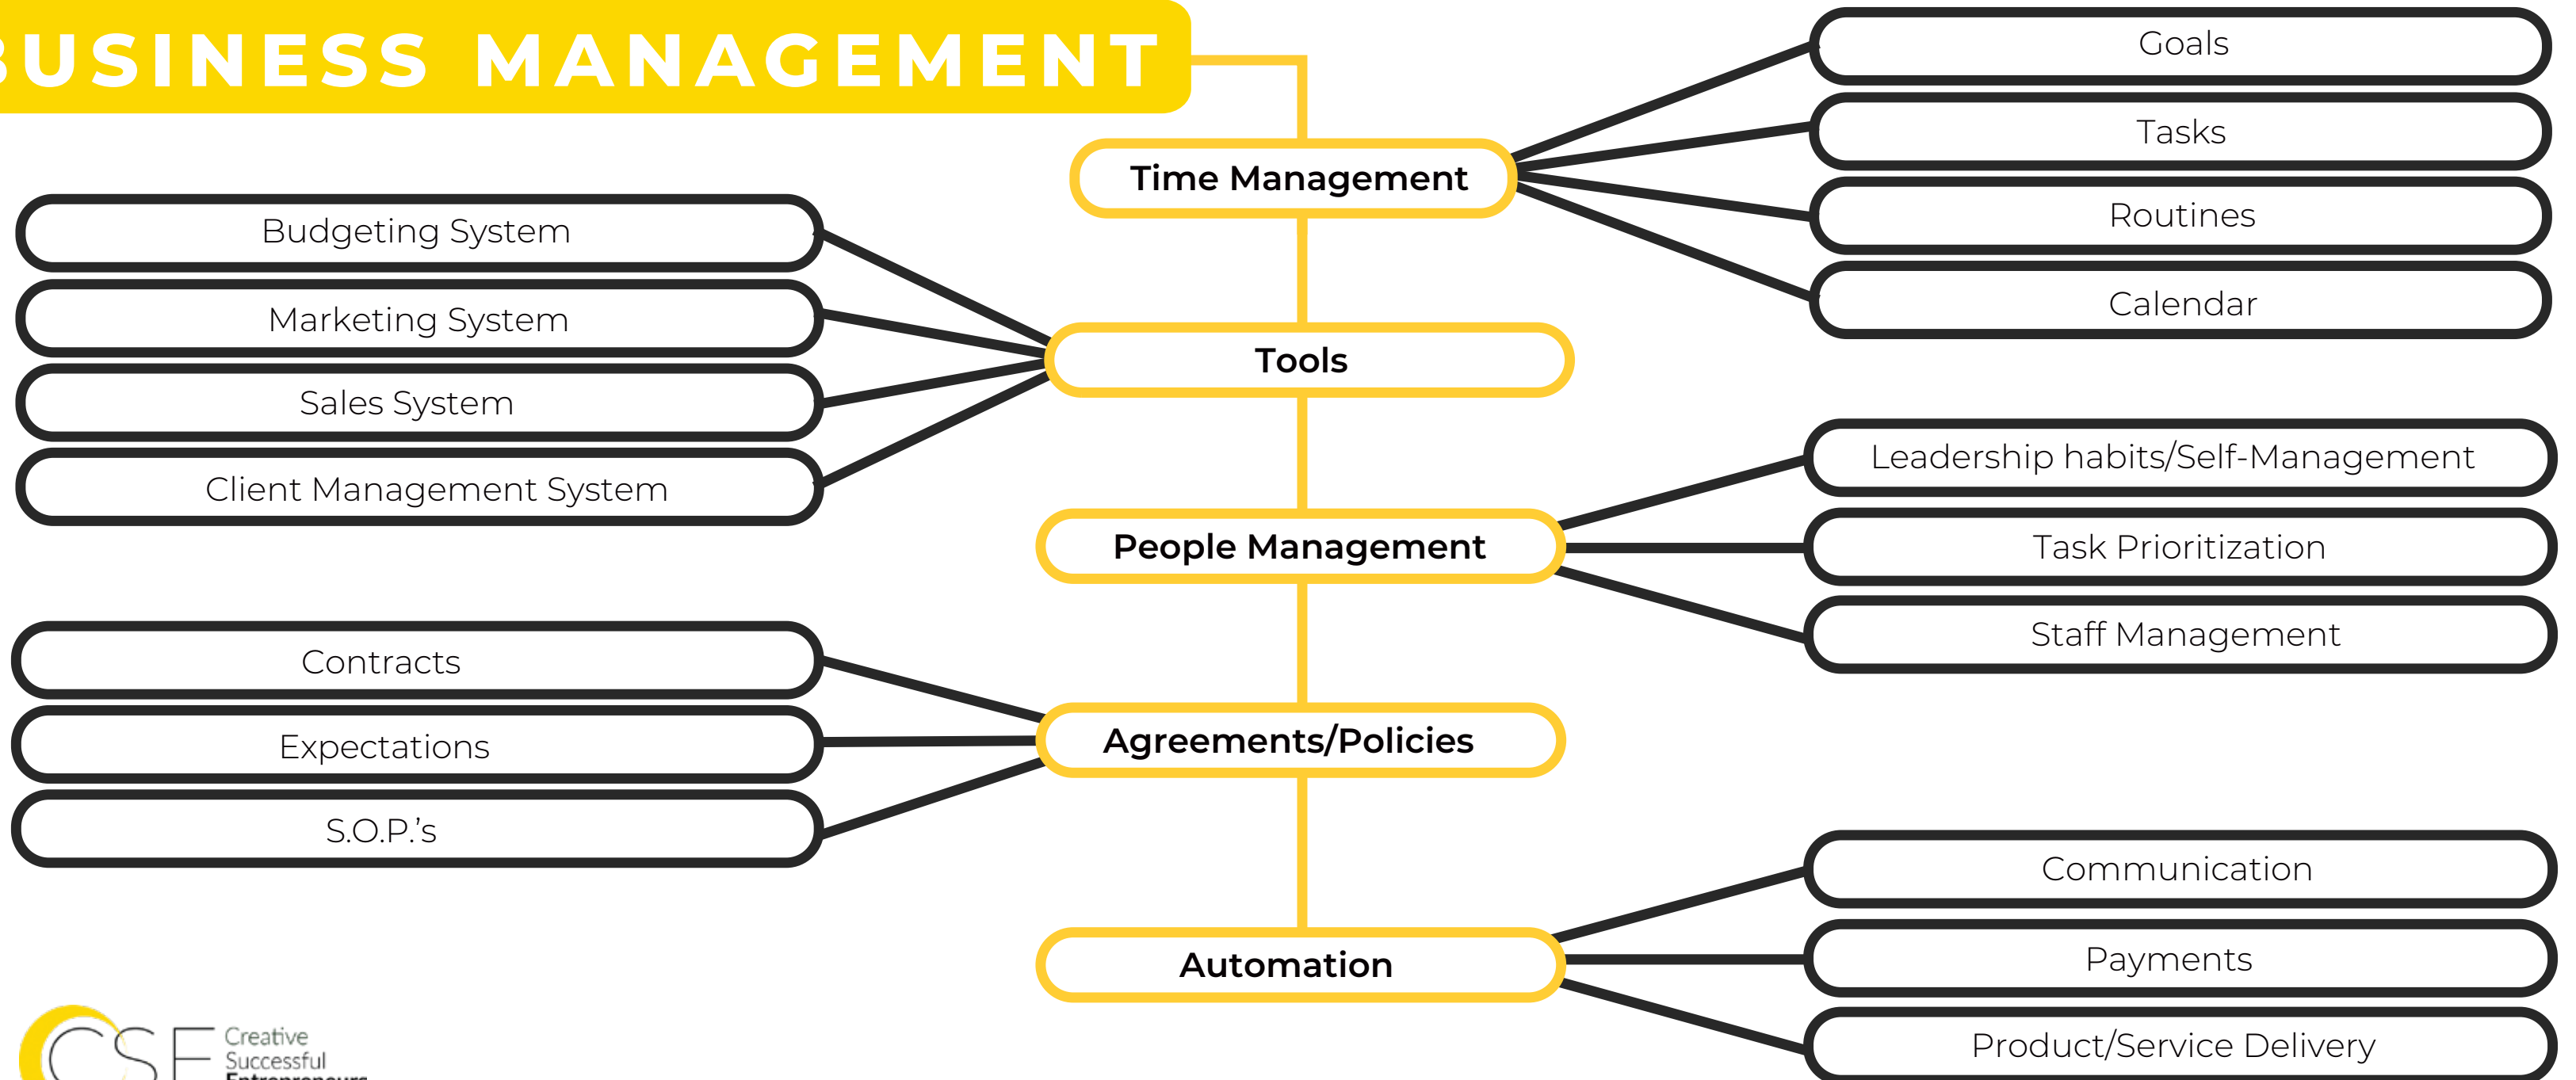 BUSINESS MANAGEMENT
Time Management
Goals
Tasks
Routines
Calendar
Tools
Budgeting System
Marketing System
Sales System
Client Management System
People Management
Leadership habits/Self-Management
Task Prioritization
Staff Management
Agreements/Policies
Contracts
Expectations
S.O.P.’s
Automation
Communication
Payments
Product/Service Delivery
CSE
Creative
Successful
Entrepreneurs